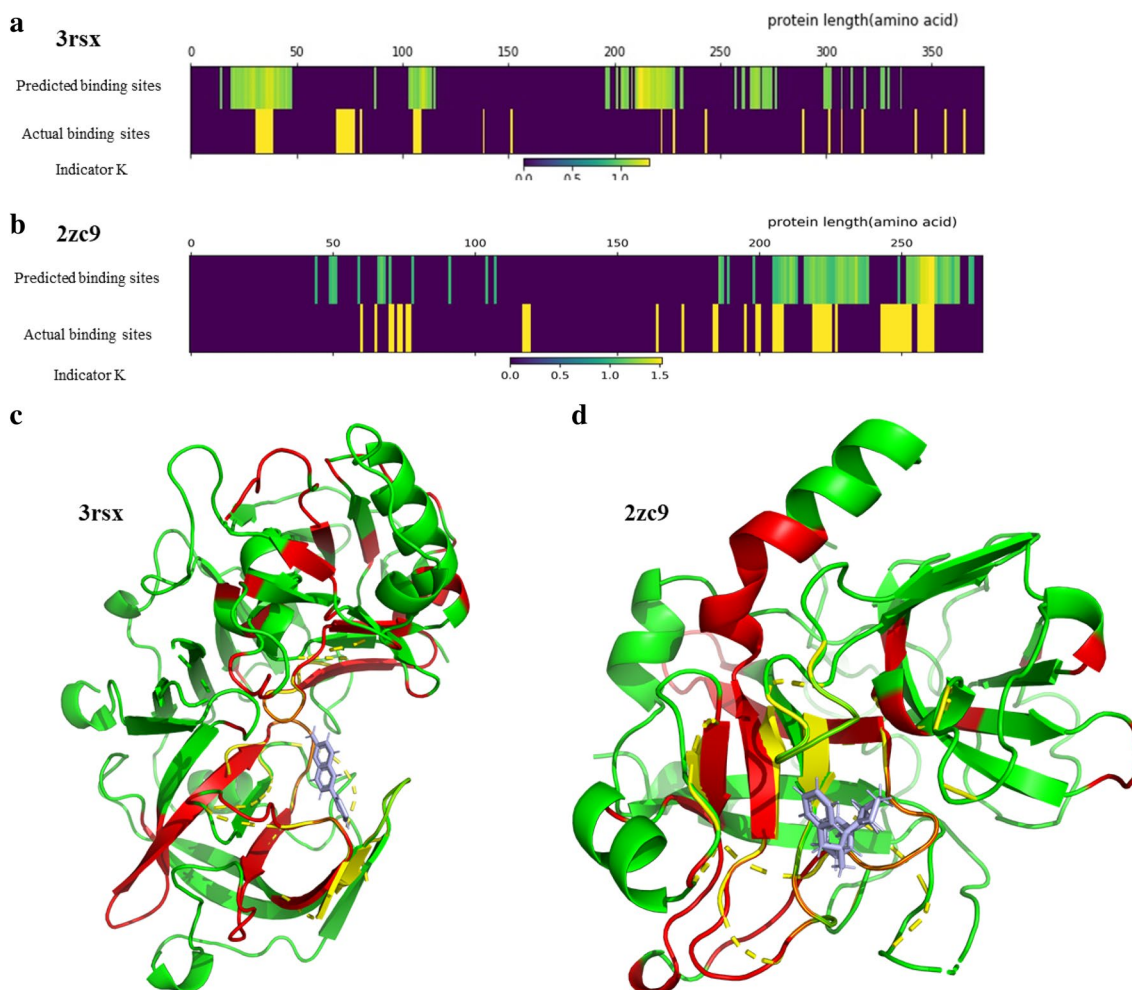 a
3rsx
protein length(amino acid)
0 50 100 150 200 250 300 350
Predicted binding sites
Actual binding sites
Indicator K
0.0 0.5 1.0
b
2zc9
protein length(amino acid)
0 50 100 150 200 250
Predicted binding sites
Actual binding sites
Indicator K
0.0 0.5 1.0 1.5
c
d
3rsx
2zc9